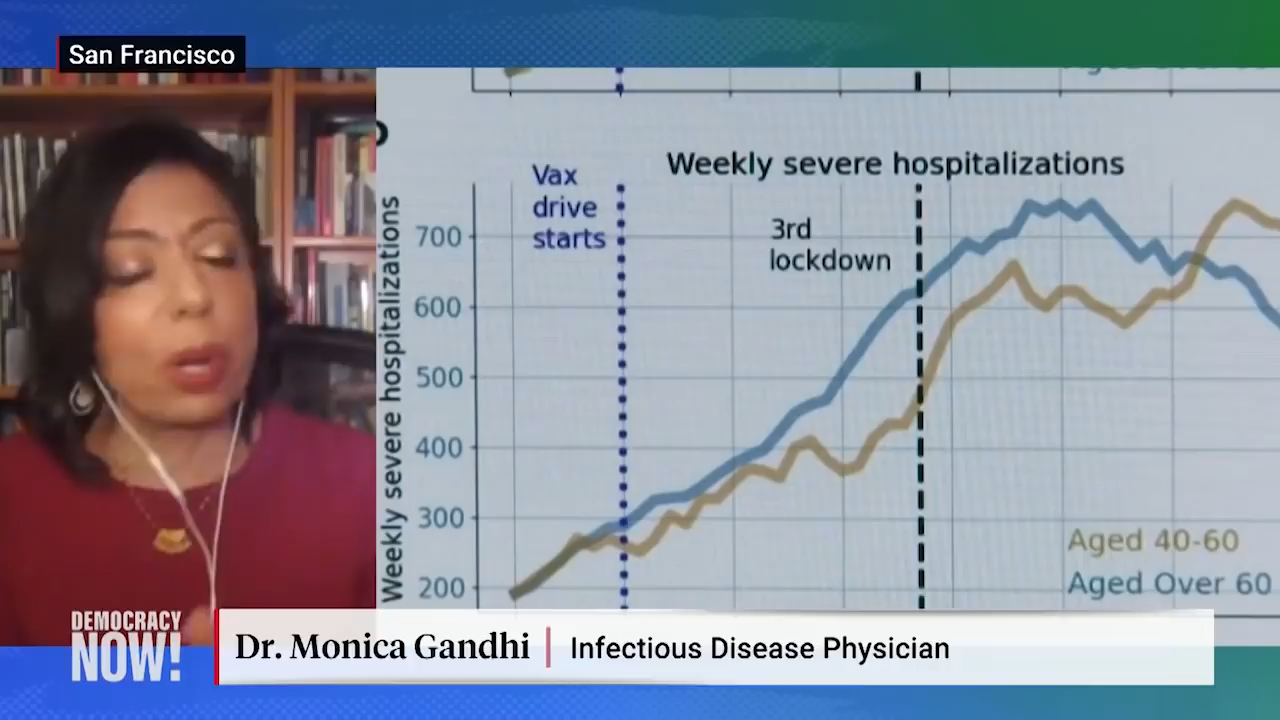 San Francisco
Weekly severe hospitalizations
Vax
drive
starts
3rd
lockdown
Weekly severe hospitalizations
700
600
500
400
300
200
Aged 40-60
Aged Over 60
DEMOCRACY
NOW!
Dr. Monica Gandhi
Infectious Disease Physician